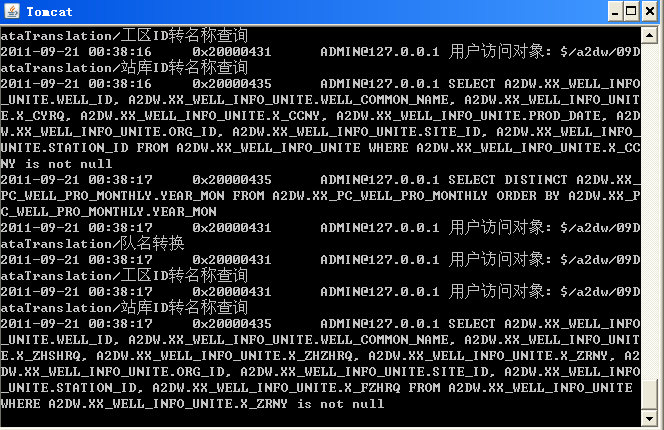 Tomcat
ataTranslation/工区ID转名称查询
2011-09-21 00:38:16 0x20000431 ADMIN@127.0.0.1 用户访问对象: $/a2dw/09D
ataTranslation/站库ID转名称查询
2011-09-21 00:38:16 0x20000435 ADMIN@127.0.0.1 SELECT A2DW.XX_WELL_INFO
_UNITE.WELL_ID, A2DW.XX_WELL_INFO_UNITE.WELL_COMMON_NAME, A2DW.XX_WELL_INFO_UNIT
E.X_CYRQ, A2DW.XX_WELL_INFO_UNITE.X_CCNY, A2DW.XX_WELL_INFO_UNITE.PROD_DATE, A2D
W.XX_WELL_INFO_UNITE.ORG_ID, A2DW.XX_WELL_INFO_UNITE.SITE_ID, A2DW.XX_WELL_INFO_
UNITE.STATION_ID FROM A2DW.XX_WELL_INFO_UNITE WHERE A2DW.XX_WELL_INFO_UNITE.X_CC
NY is not null
2011-09-21 00:38:17 0x20000435 ADMIN@127.0.0.1 SELECT DISTINCT A2DW.XX_
PC_WELL_PRO_MONTHLY.YEAR_MON FROM A2DW.XX_PC_WELL_PRO_MONTHLY ORDER BY A2DW.XX_P
C_WELL_PRO_MONTHLY.YEAR_MON
2011-09-21 00:38:17 0x20000431 ADMIN@127.0.0.1 用户访问对象: $/a2dw/09D
ataTranslation/队名转换
2011-09-21 00:38:17 0x20000431 ADMIN@127.0.0.1 用户访问对象: $/a2dw/09D
ataTranslation/工区ID转名称查询
2011-09-21 00:38:17 0x20000431 ADMIN@127.0.0.1 用户访问对象: $/a2dw/09D
ataTranslation/站库ID转名称查询
2011-09-21 00:38:17 0x20000435 ADMIN@127.0.0.1 SELECT A2DW.XX_WELL_INFO
_UNITE.WELL_ID, A2DW.XX_WELL_INFO_UNITE.WELL_COMMON_NAME, A2DW.XX_WELL_INFO_UNIT
E.X_ZHSHRQ, A2DW.XX_WELL_INFO_UNITE.X_ZHZHRQ, A2DW.XX_WELL_INFO_UNITE.X_ZRNY, A2
DW.XX_WELL_INFO_UNITE.ORG_ID, A2DW.XX_WELL_INFO_UNITE.SITE_ID, A2DW.XX_WELL_INFO
_UNITE.STATION_ID, A2DW.XX_WELL_INFO_UNITE.X_FZHRQ FROM A2DW.XX_WELL_INFO_UNITE
WHERE A2DW.XX_WELL_INFO_UNITE.X_ZRNY is not null